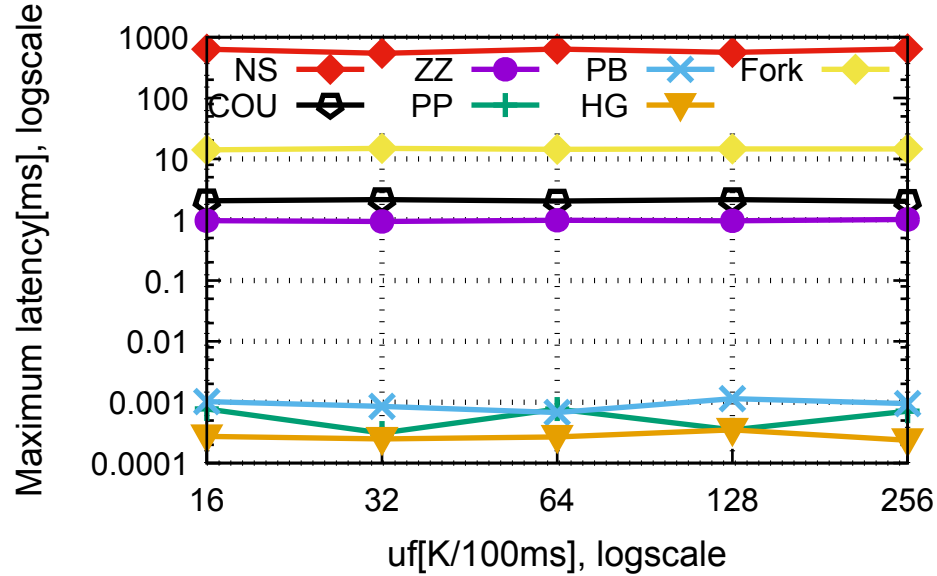 Maximum latency[ms], logscale
1000
100
10
1
0.1
0.01
0.001
0.0001
NS ZZ PB Fork
COU PP HG
16 32 64 128 256
uf[K/100ms], logscale